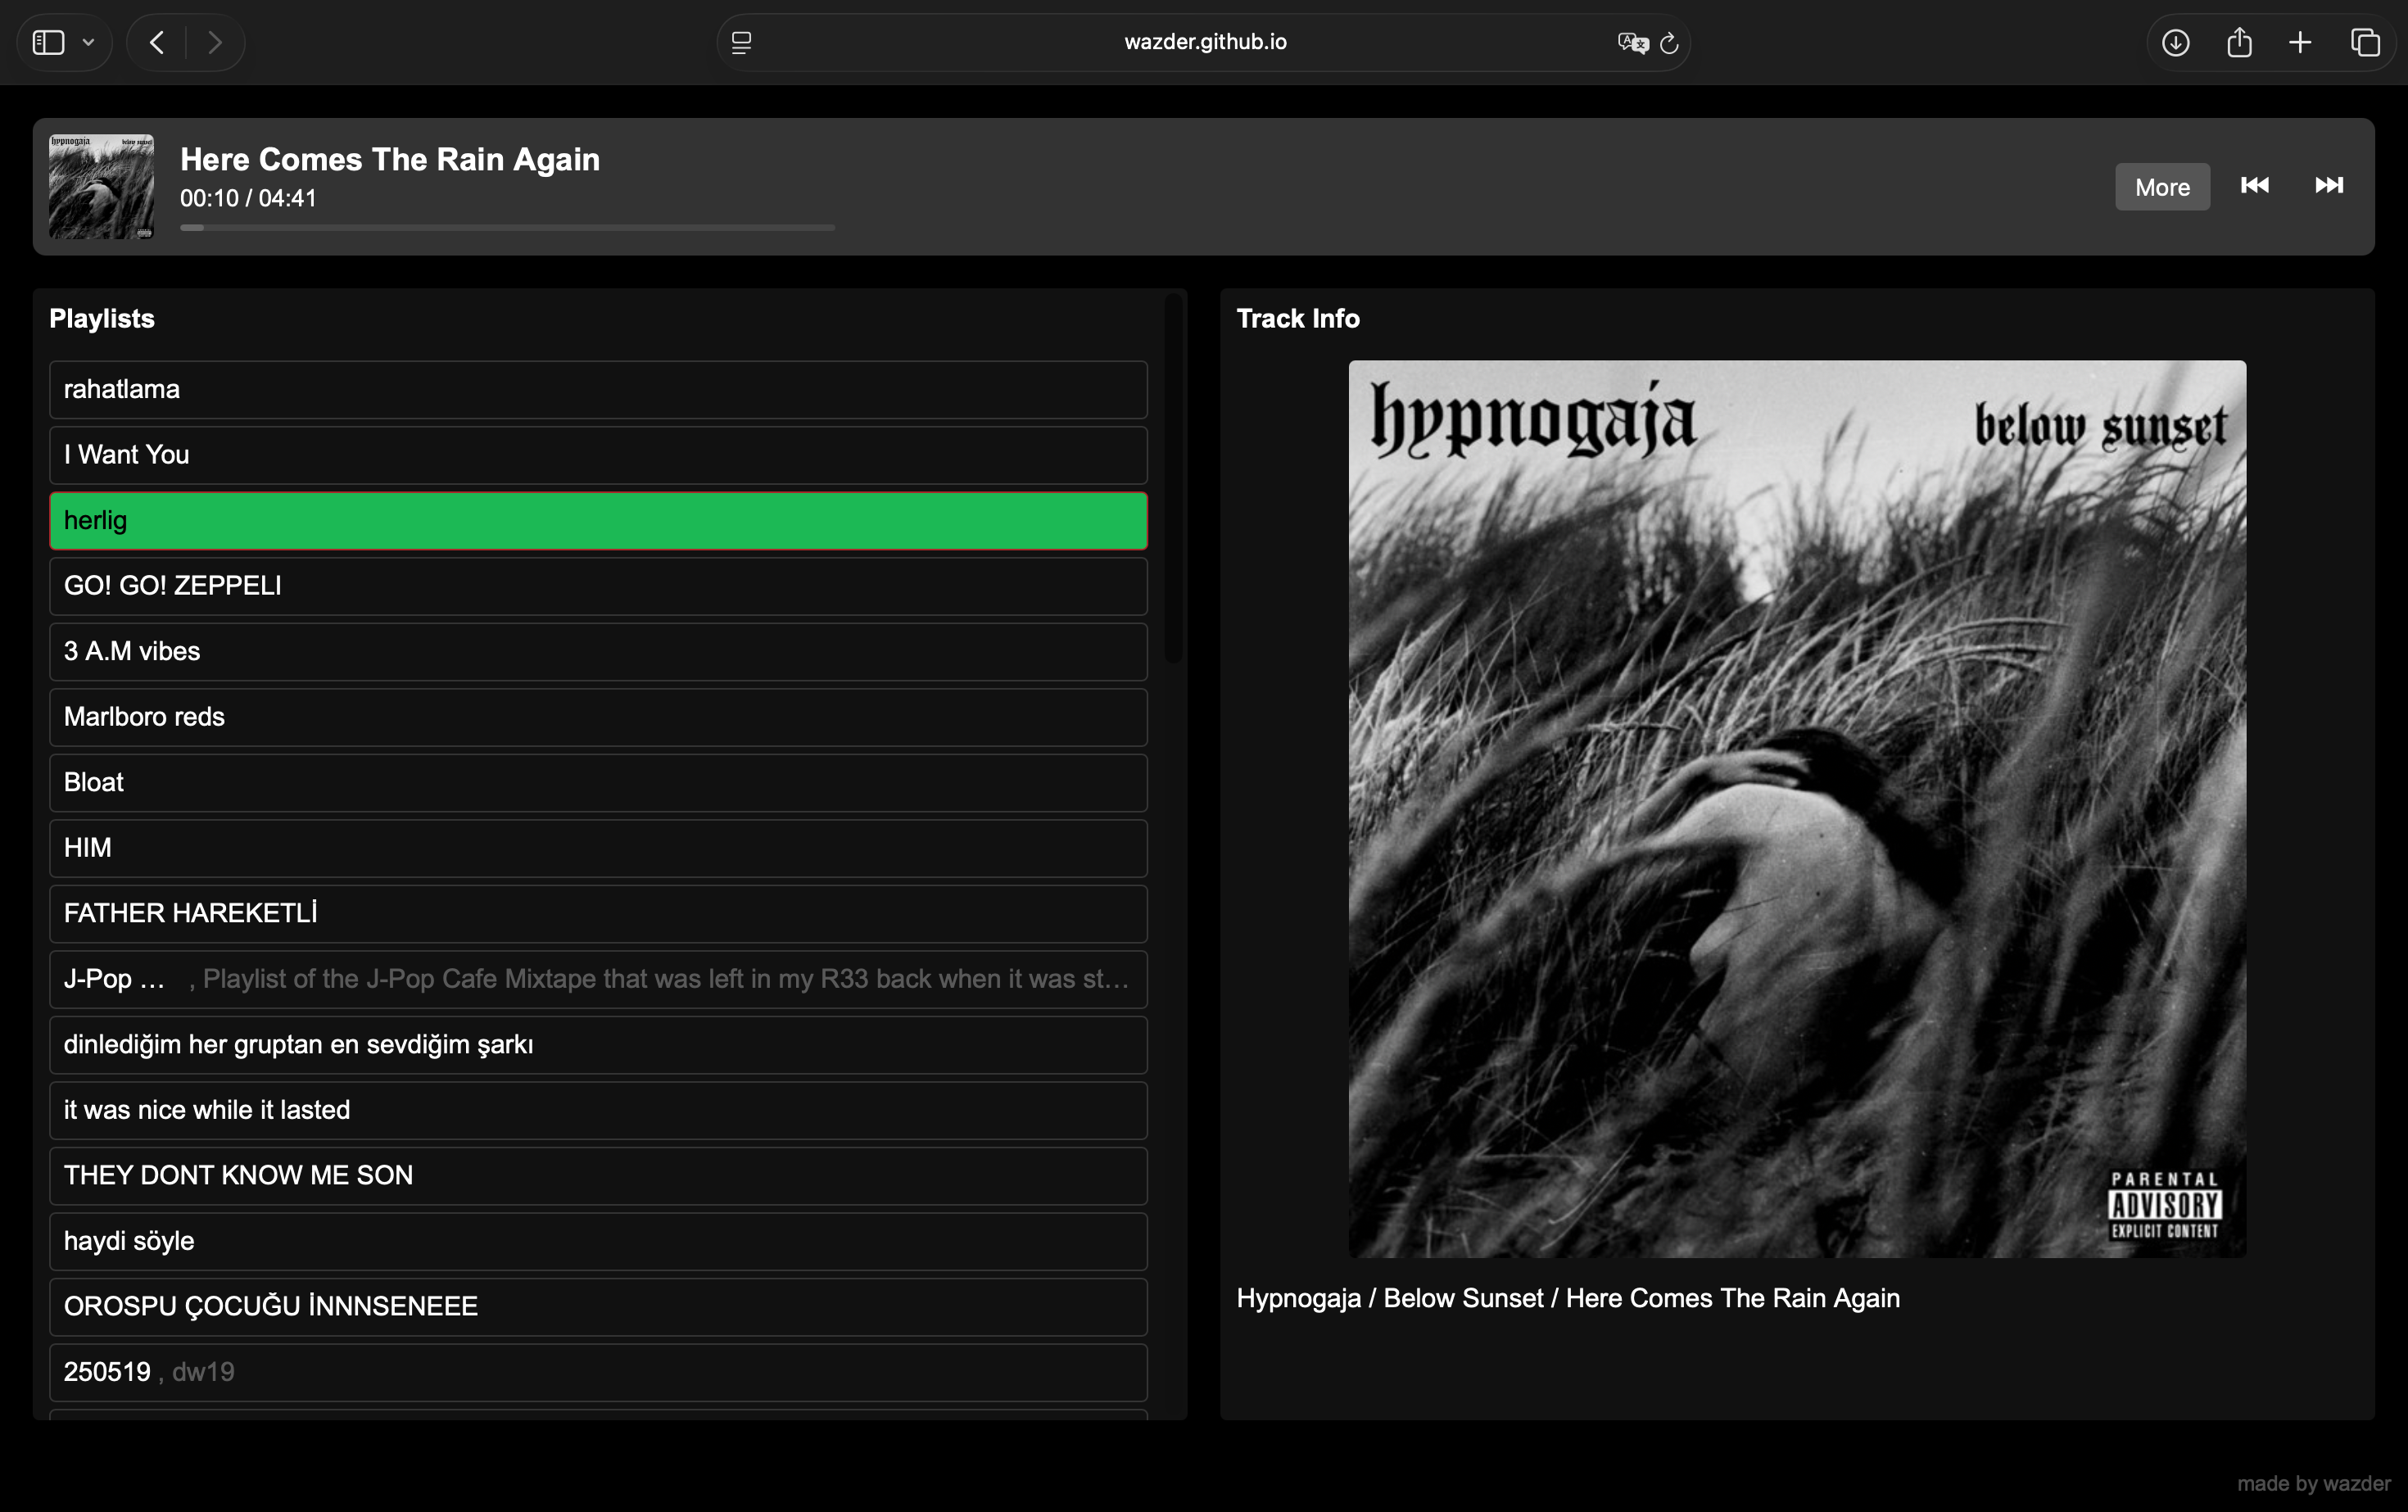 wazder.github.io
hypnogaja
below sunset
Here Comes The Rain Again
00:10 / 04:41
More
Playlists
rahatlama
I Want You
herlig
GO! GO! ZEPPELI
3 A.M vibes
Marlboro reds
Bloat
HIM
FATHER HAREKETLİ
J-Pop ... , Playlist of the J-Pop Cafe Mixtape that was left in my R33 back when it was st...
dinlediğim her gruptan en sevdiğim şarkı
it was nice while it lasted
THEY DONT KNOW ME SON
haydi söyle
OROSPU ÇOCUĞU İNNNSENEEE
250519 , dw19
Track Info
hypnogaja
below sunset
PARENTAL
ADVISORY
EXPLICIT CONTENT
Hypnogaja / Below Sunset / Here Comes The Rain Again
made by wazder